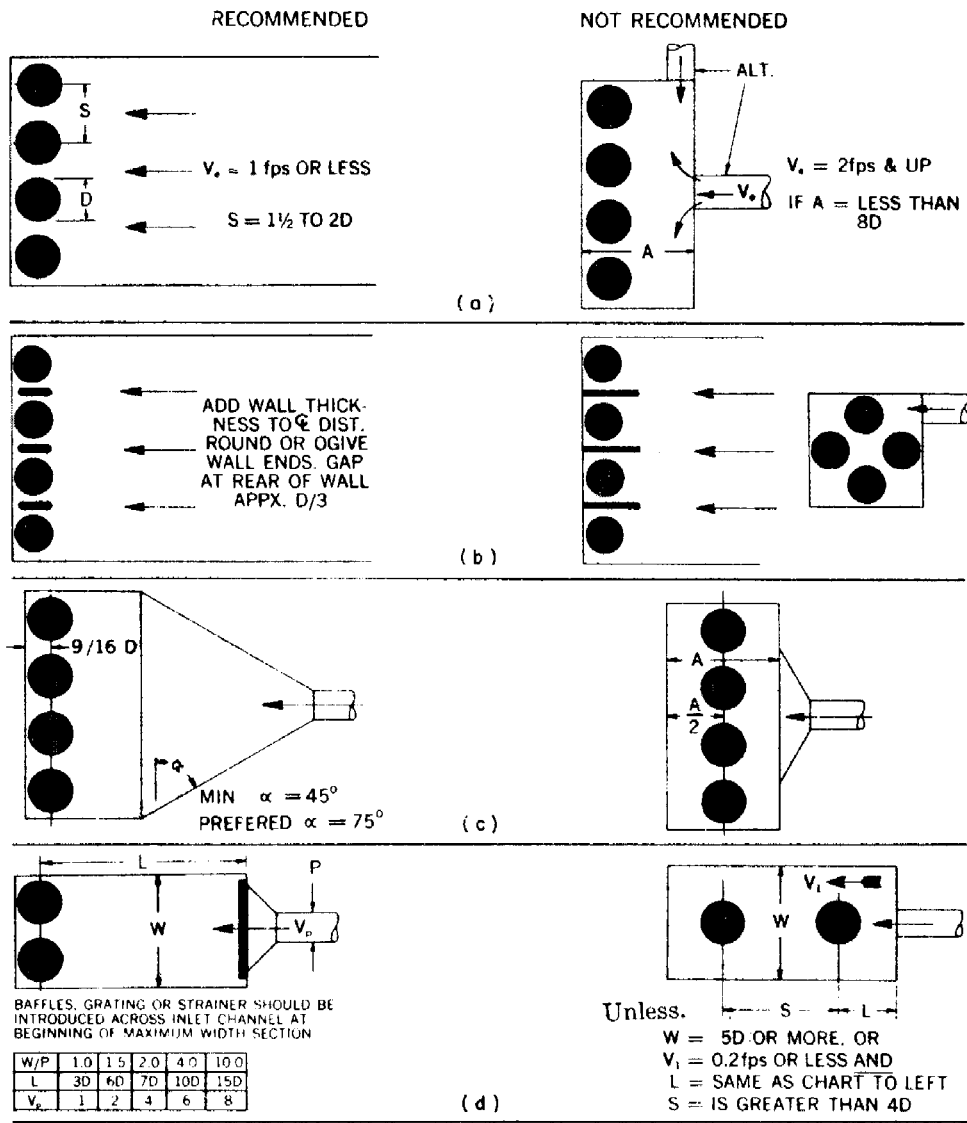 RECOMMENDED
NOT RECOMMENDED
S
D
Vₑ = 1 fps OR LESS
S = 1½ TO 2D
ALT.
Vₑ
A
Vₑ = 2fps & UP
IF A = LESS THAN
8D
(a)
ADD WALL THICK-
NESS TO ℄ DIST.
ROUND OR OGIVE
WALL ENDS. GAP
AT REAR OF WALL
APPX. D/3
(b)
9/16 D
α
MIN α = 45°
PREFERED α = 75°
A
A
2
(c)
L
P
W
Vₚ
BAFFLES, GRATING OR STRAINER SHOULD BE
INTRODUCED ACROSS INLET CHANNEL AT
BEGINNING OF MAXIMUM WIDTH SECTION
W/P 1.0 1.5 2.0 4.0 10.0
L 3D 6D 7D 10D 15D
Vₚ 1 2 4 6 8
V₁
W
S
L
Unless.
W = 5D OR MORE, OR
V₁ = 0.2fps OR LESS AND
L = SAME AS CHART TO LEFT
S = IS GREATER THAN 4D
(d)